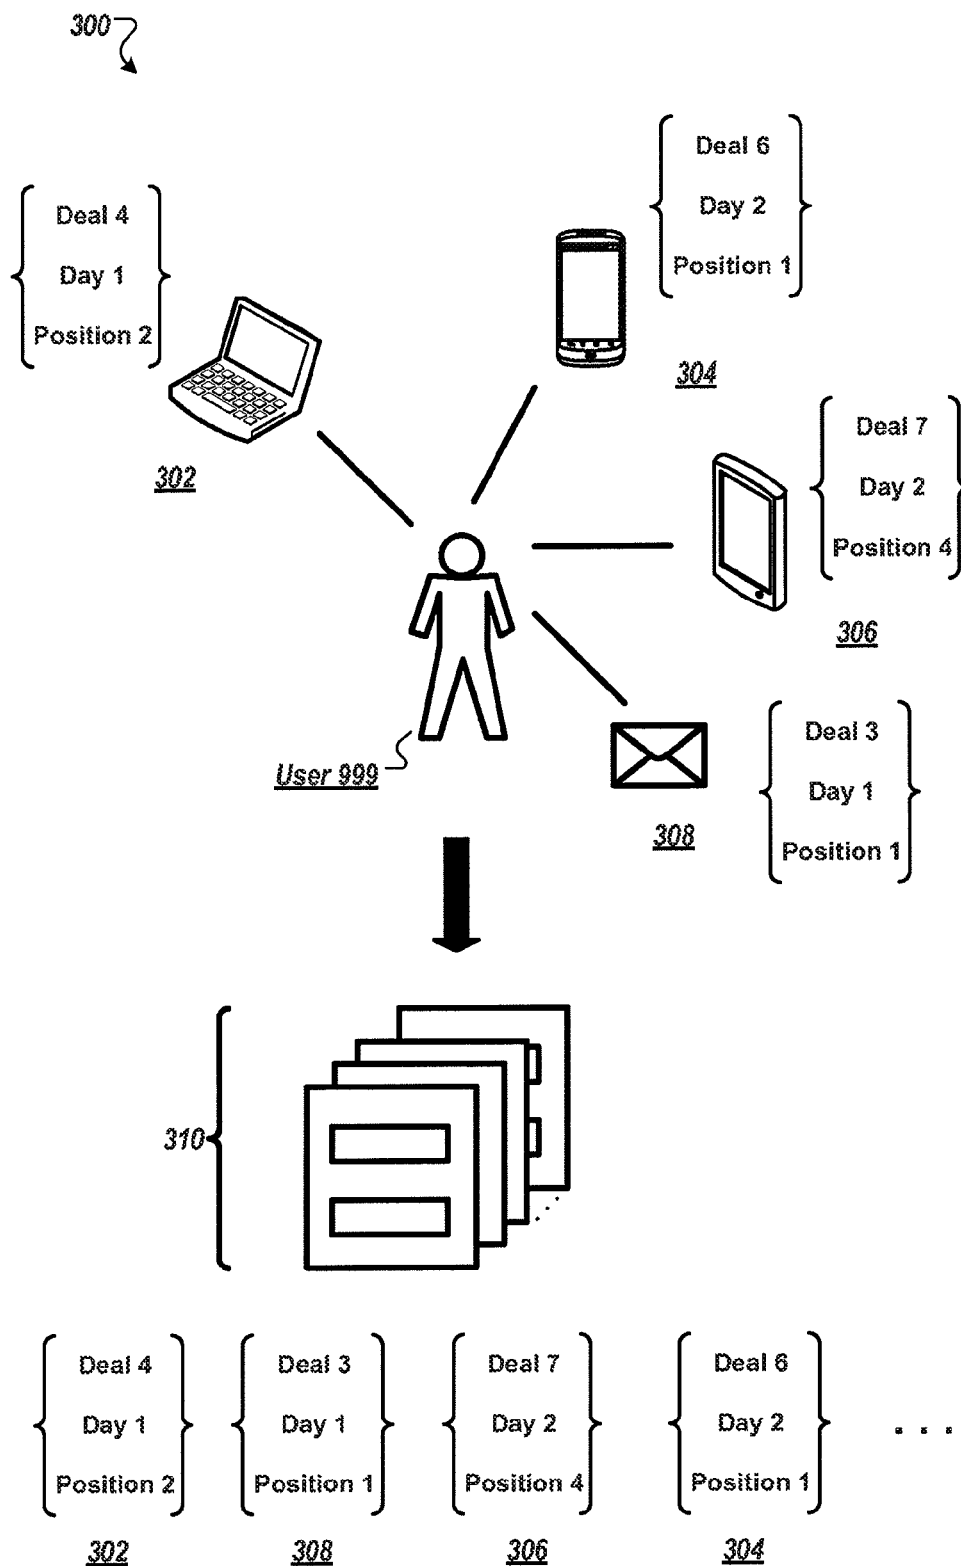 300
Deal 6
Day 2
Position 1
304
Deal 4
Day 1
Position 2
302
Deal 7
Day 2
Position 4
306
Deal 3
Day 1
Position 1
308
User 999
310
Deal 4
Day 1
Position 2
302
Deal 3
Day 1
Position 1
308
Deal 7
Day 2
Position 4
306
Deal 6
Day 2
Position 1
304
. . .